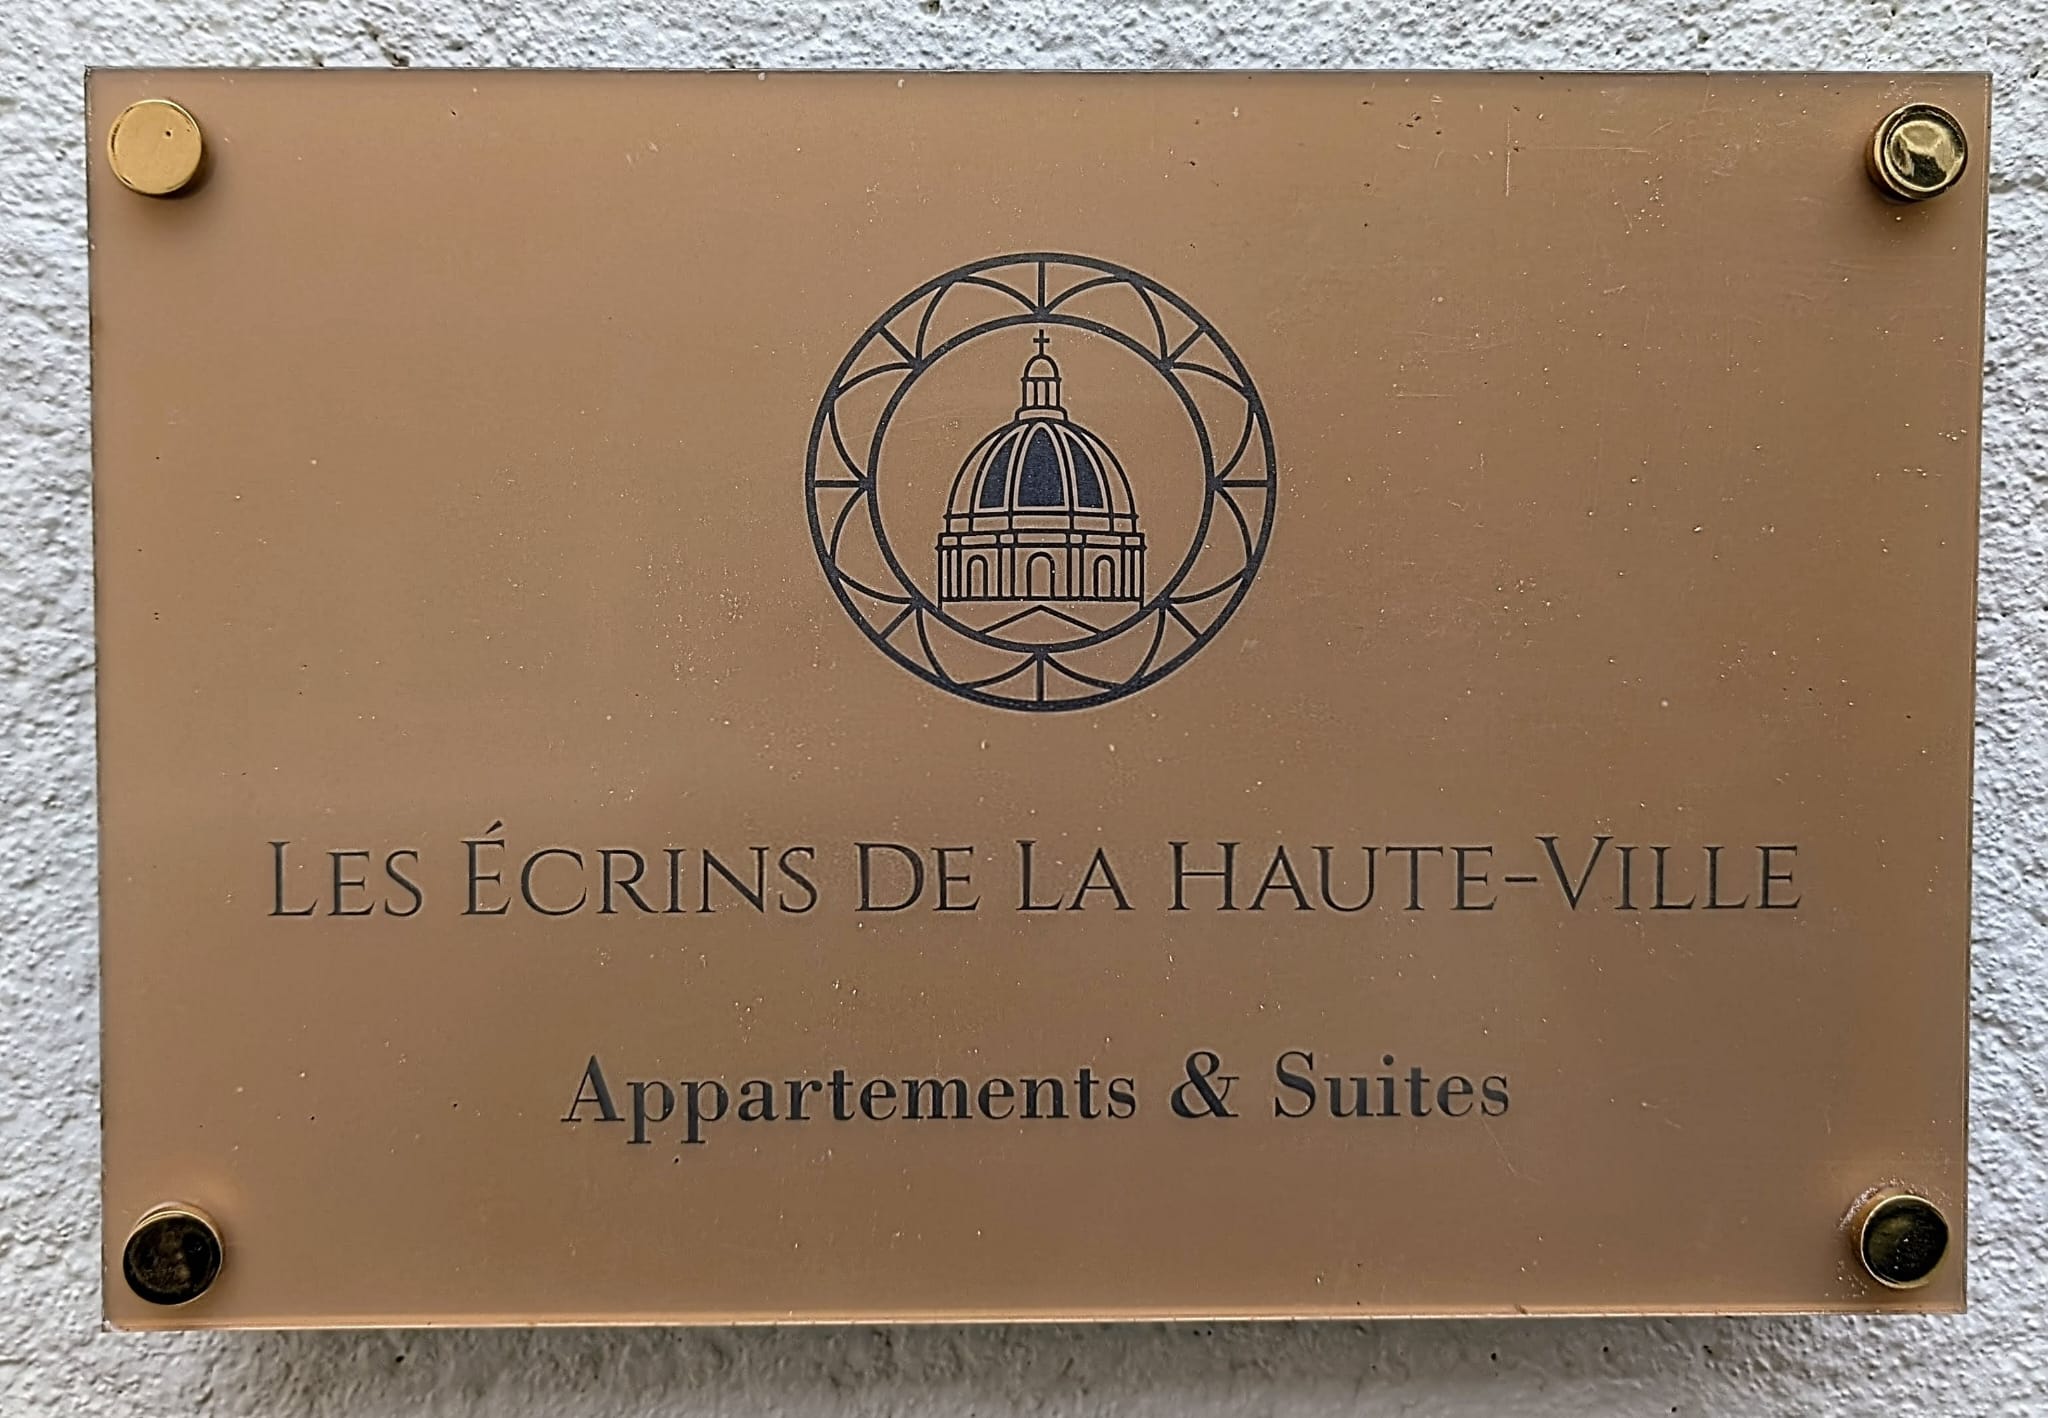 LES ÉCRINS DE LA HAUTE-VILLE
Appartements & Suites